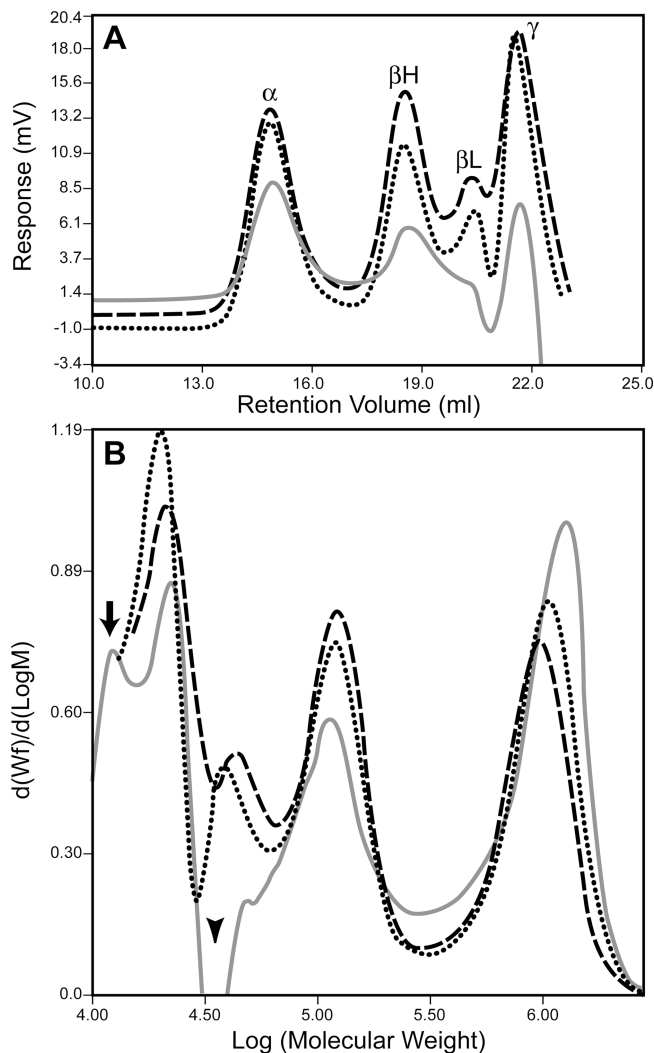 A
20.4
18.0
15.6
13.2
10.9
8.5
6.1
3.7
1.4
-1.0
-3.4
Response (mV)
α
βH
βL
γ
10.0 13.0 16.0 19.0 22.0 25.0
Retention Volume (ml)
B
1.19
0.89
0.60
0.30
0.0
d(Wf)/d(LogM)
4.00 4.50 5.00 5.50 6.00
Log (Molecular Weight)